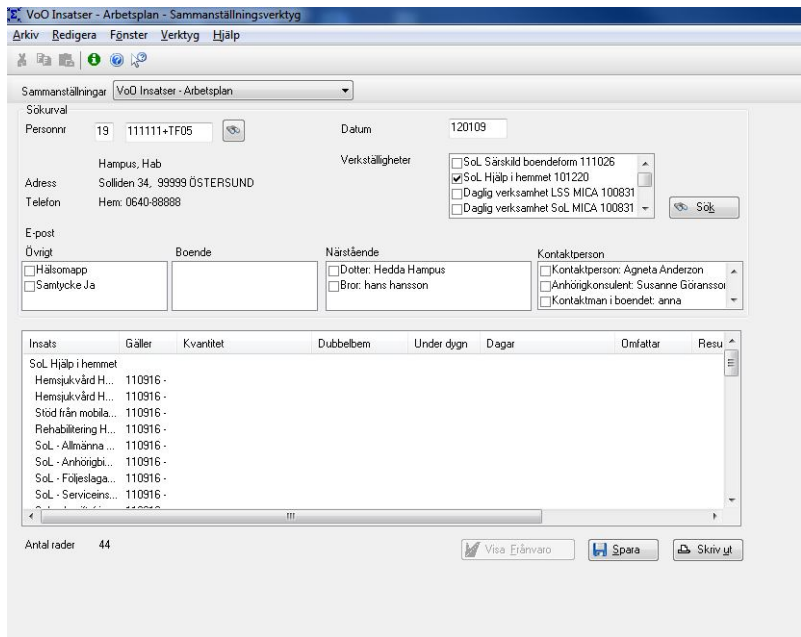 VoO Insatser - Arbetsplan - Sammanställningsverktyg
Arkiv Redigera Fönster Verktyg Hjälp
Sammanställningar VoO Insatser - Arbetsplan
Sökurval
Personnr 19 111111+TF05 Datum 120109
Hampus, Hab Verkställigheter SoL Särskild boendeform 111026
SoL Hjälp i hemmet 101220
Adress Solliden 34, 99999 ÖSTERSUND Daglig verksamhet LSS MICA 100831
Telefon Hem: 0640-88888 Daglig verksamhet SoL MICA 100831 Sök
E-post
Övrigt Boende Närstående Kontaktperson
Hälsomapp Dotter: Hedda Hampus Kontaktperson: Agneta Anderzon
Samtycke Ja Bror: hans hansson Anhörigkonsulent: Susanne Göransson
Kontaktman i boendet: anna
Insats Gäller Kvantitet Dubbelbem Under dygn Dagar Omfattar Resu
SoL Hjälp i hemmet
Hemsjukvård H... 110916 -
Hemsjukvård H... 110916 -
Stöd från mobila... 110916 -
Rehabilitering H... 110916 -
SoL - Allmänna ... 110916 -
SoL - Anhörigbi... 110916 -
SoL - Följeslaga... 110916 -
SoL - Serviceins... 110916 -
Antal rader 44 Visa Frånvaro Spara Skriv ut